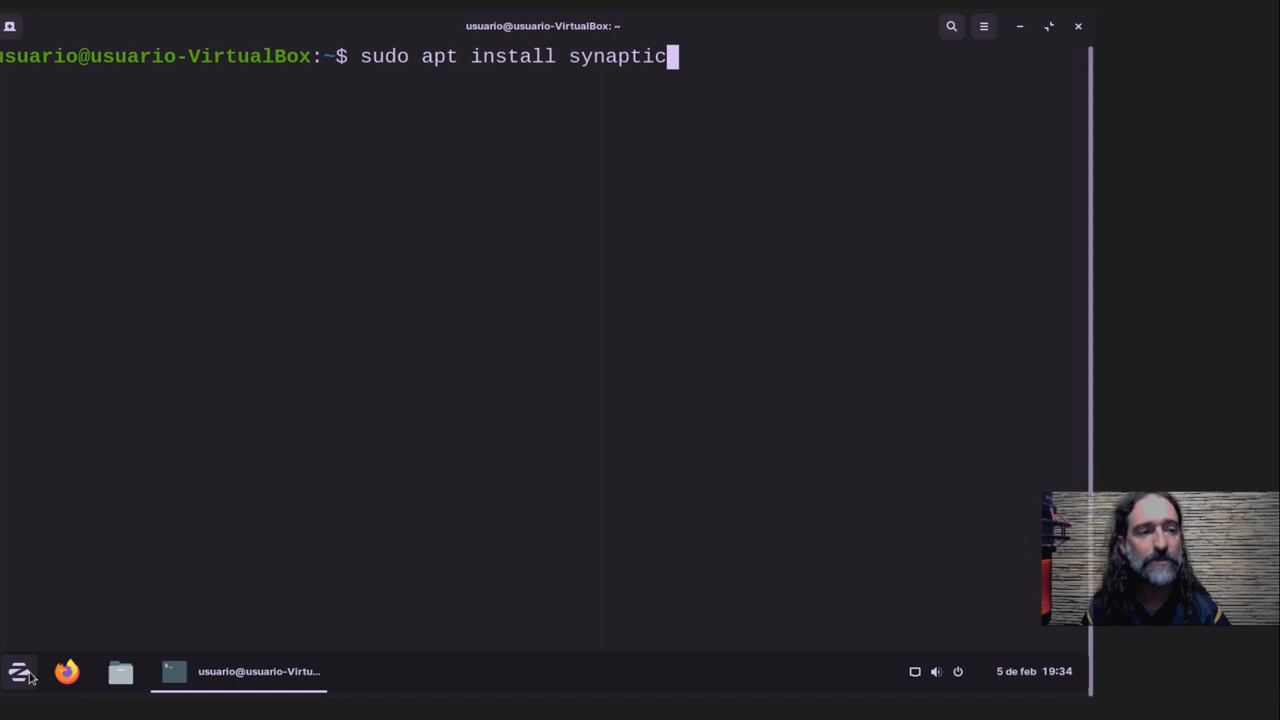 usuario@usuario-VirtualBox: ~
usuario@usuario-VirtualBox:~$ sudo apt install synaptic
usuario@usuario-Virtu...
5 de feb 19:34